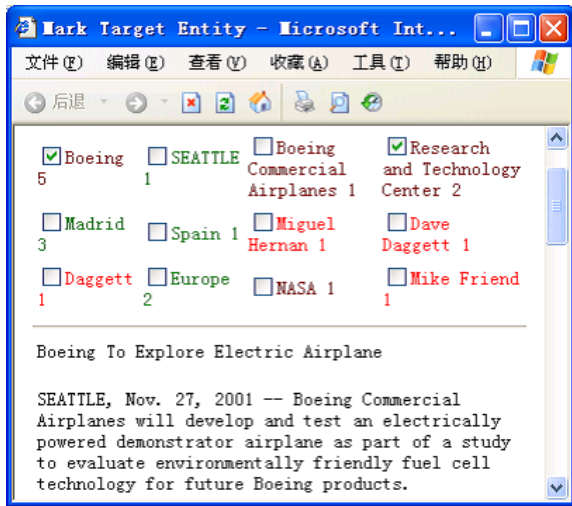 Mark Target Entity - Microsoft Int...
文件(F) 编辑(E) 查看(V) 收藏(A) 工具(T) 帮助(H)
后退
Boeing 5
SEATTLE 1
Boeing Commercial Airplanes 1
Research and Technology Center 2
Madrid 3
Spain 1
Miguel Hernan 1
Dave Daggett 1
Daggett 1
Europe 2
NASA 1
Mike Friend 1
Boeing To Explore Electric Airplane
SEATTLE, Nov. 27, 2001 -- Boeing Commercial
Airplanes will develop and test an electrically
powered demonstrator airplane as part of a study
to evaluate environmentally friendly fuel cell
technology for future Boeing products.